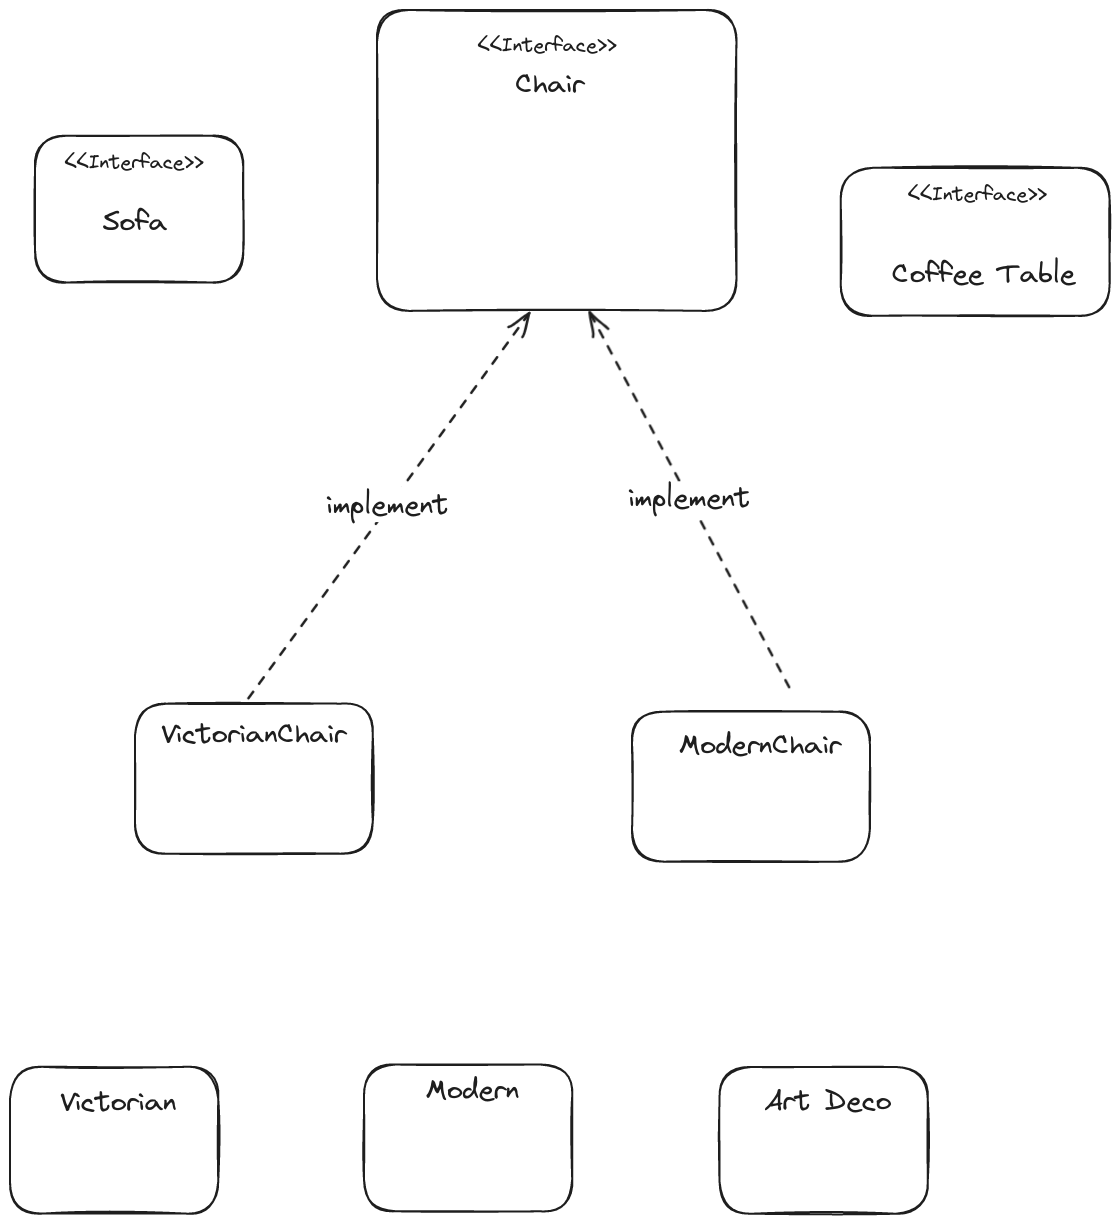 <<Interface>>
Chair
<<Interface>>
Sofa
<<Interface>>
Coffee Table
implement
implement
VictorianChair
ModernChair
Victorian
Modern
Art Deco